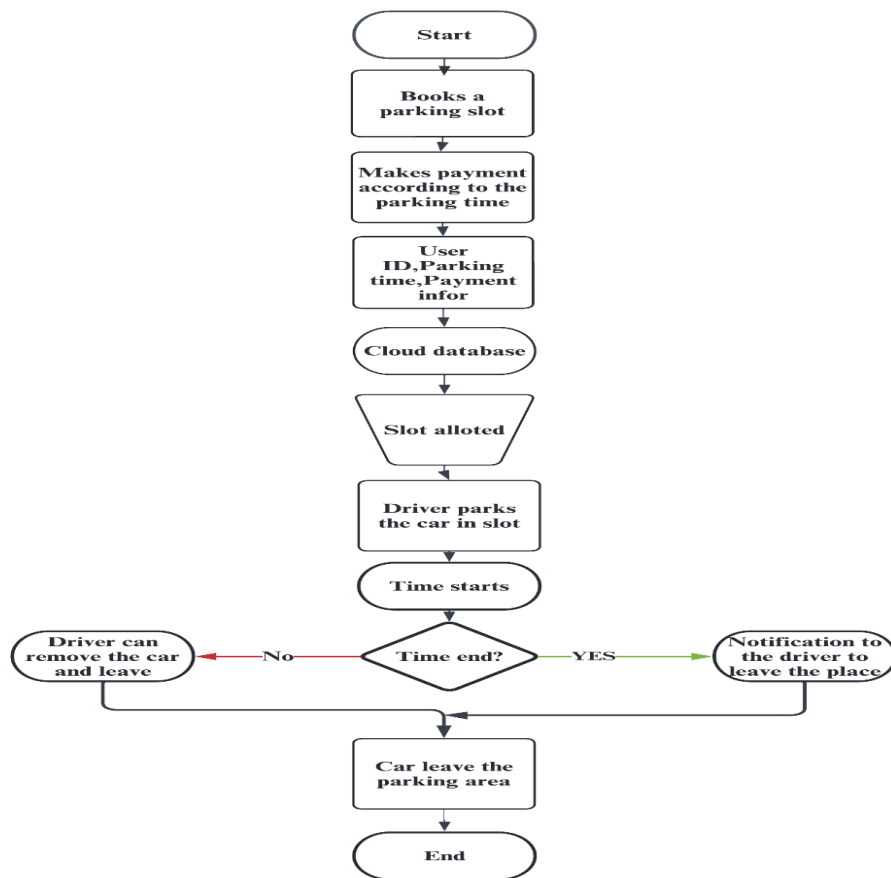 Start
Books a
parking slot
Makes payment
according to the
parking time
User
ID,Parking
time,Payment
infor
Cloud database
Slot alloted
Driver parks
the car in slot
Time starts
Driver can
remove the car
and leave
No
Time end?
YES
Notification to
the driver to
leave the place
Car leave the
parking area
End